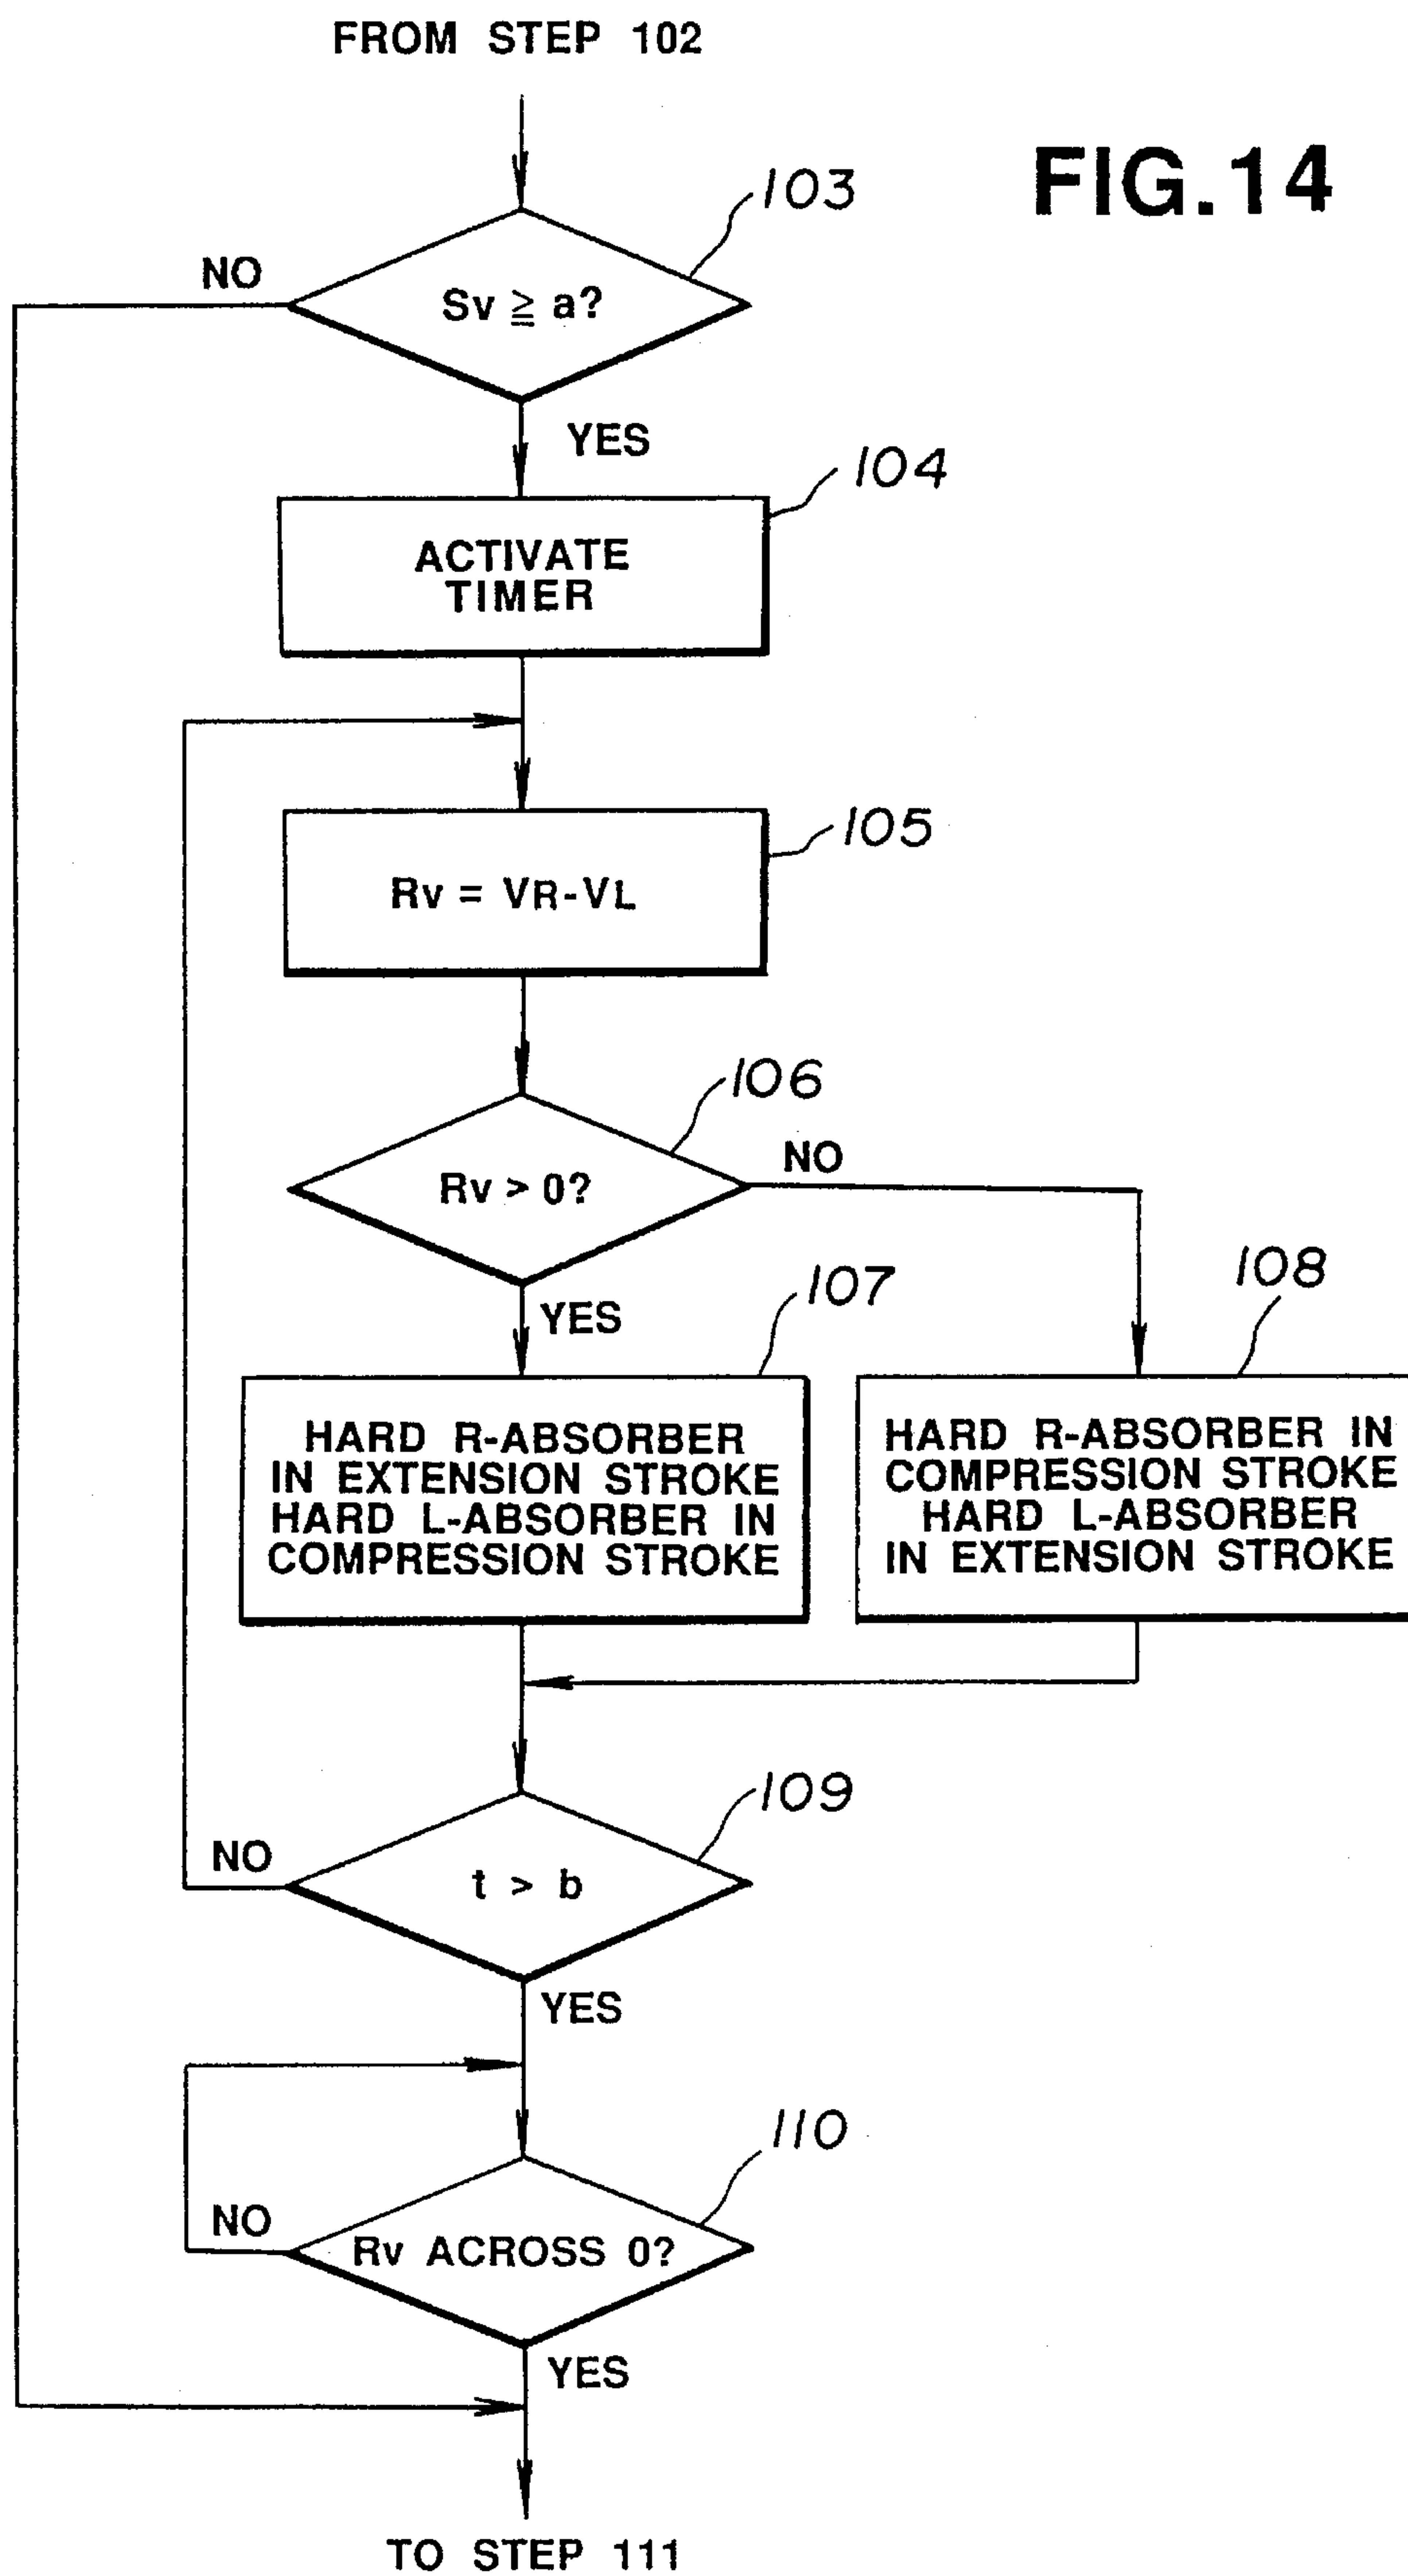 FROM STEP 102
FIG.14
103
NO
Sv ≧ a?
YES
104
ACTIVATE
TIMER
105
Rv = VR-VL
106
NO
Rv > 0?
YES
107
108
HARD R-ABSORBER
IN EXTENSION STROKE
HARD L-ABSORBER IN
COMPRESSION STROKE
HARD R-ABSORBER IN
COMPRESSION STROKE
HARD L-ABSORBER
IN EXTENSION STROKE
109
NO
t > b
YES
110
NO
Rv ACROSS 0?
YES
TO STEP 111